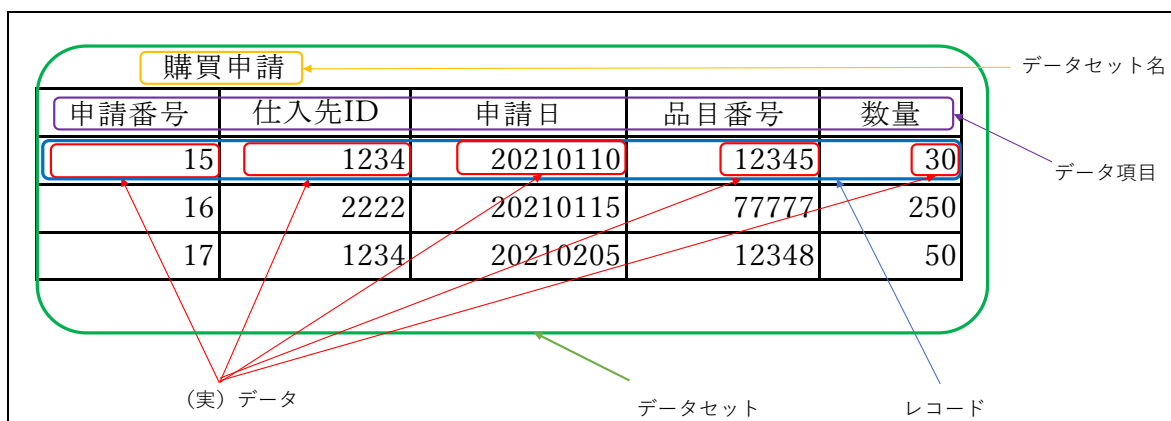 購買申請
データセット名
申請番号 仕入先ID 申請日 品目番号 数量
15 1234 20210110 12345 30
データ項目
16 2222 20210115 77777 250
17 1234 20210205 12348 50
（実）データ
データセット
レコード